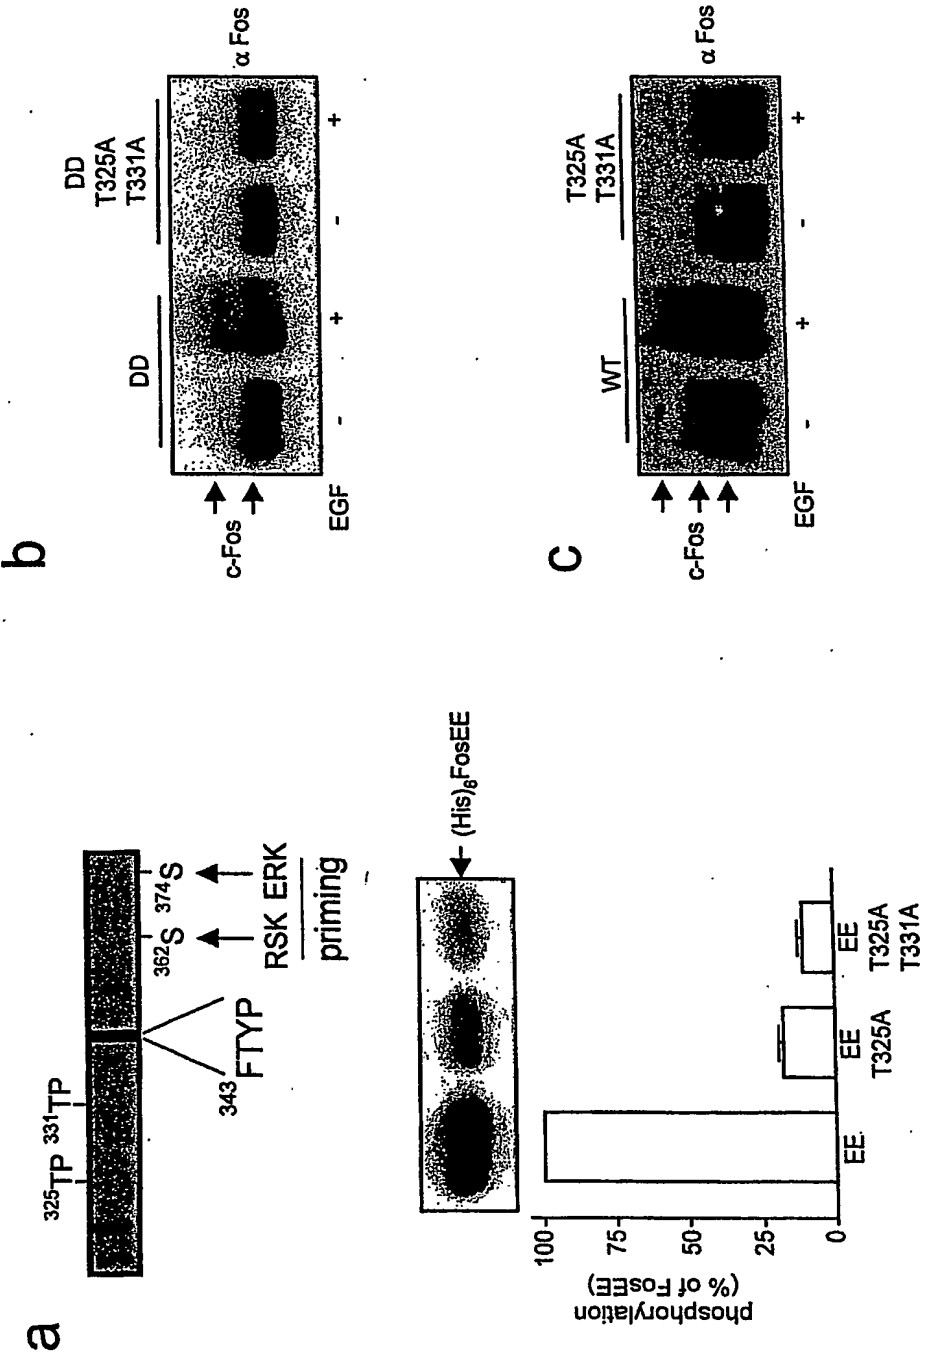 a
325TP 331TP
343FTYP
362S 374S
RSK ERK
priming
(His)6FosEE
phosphorylation
(% of FosEE)
100
75
50
25
0
EE
EE
T325A
EE
T325A
T331A
b
DD
DD
T325A
T331A
c-Fos
α Fos
EGF - + - +
c
WT
T325A
T331A
c-Fos
α Fos
EGF - + - +